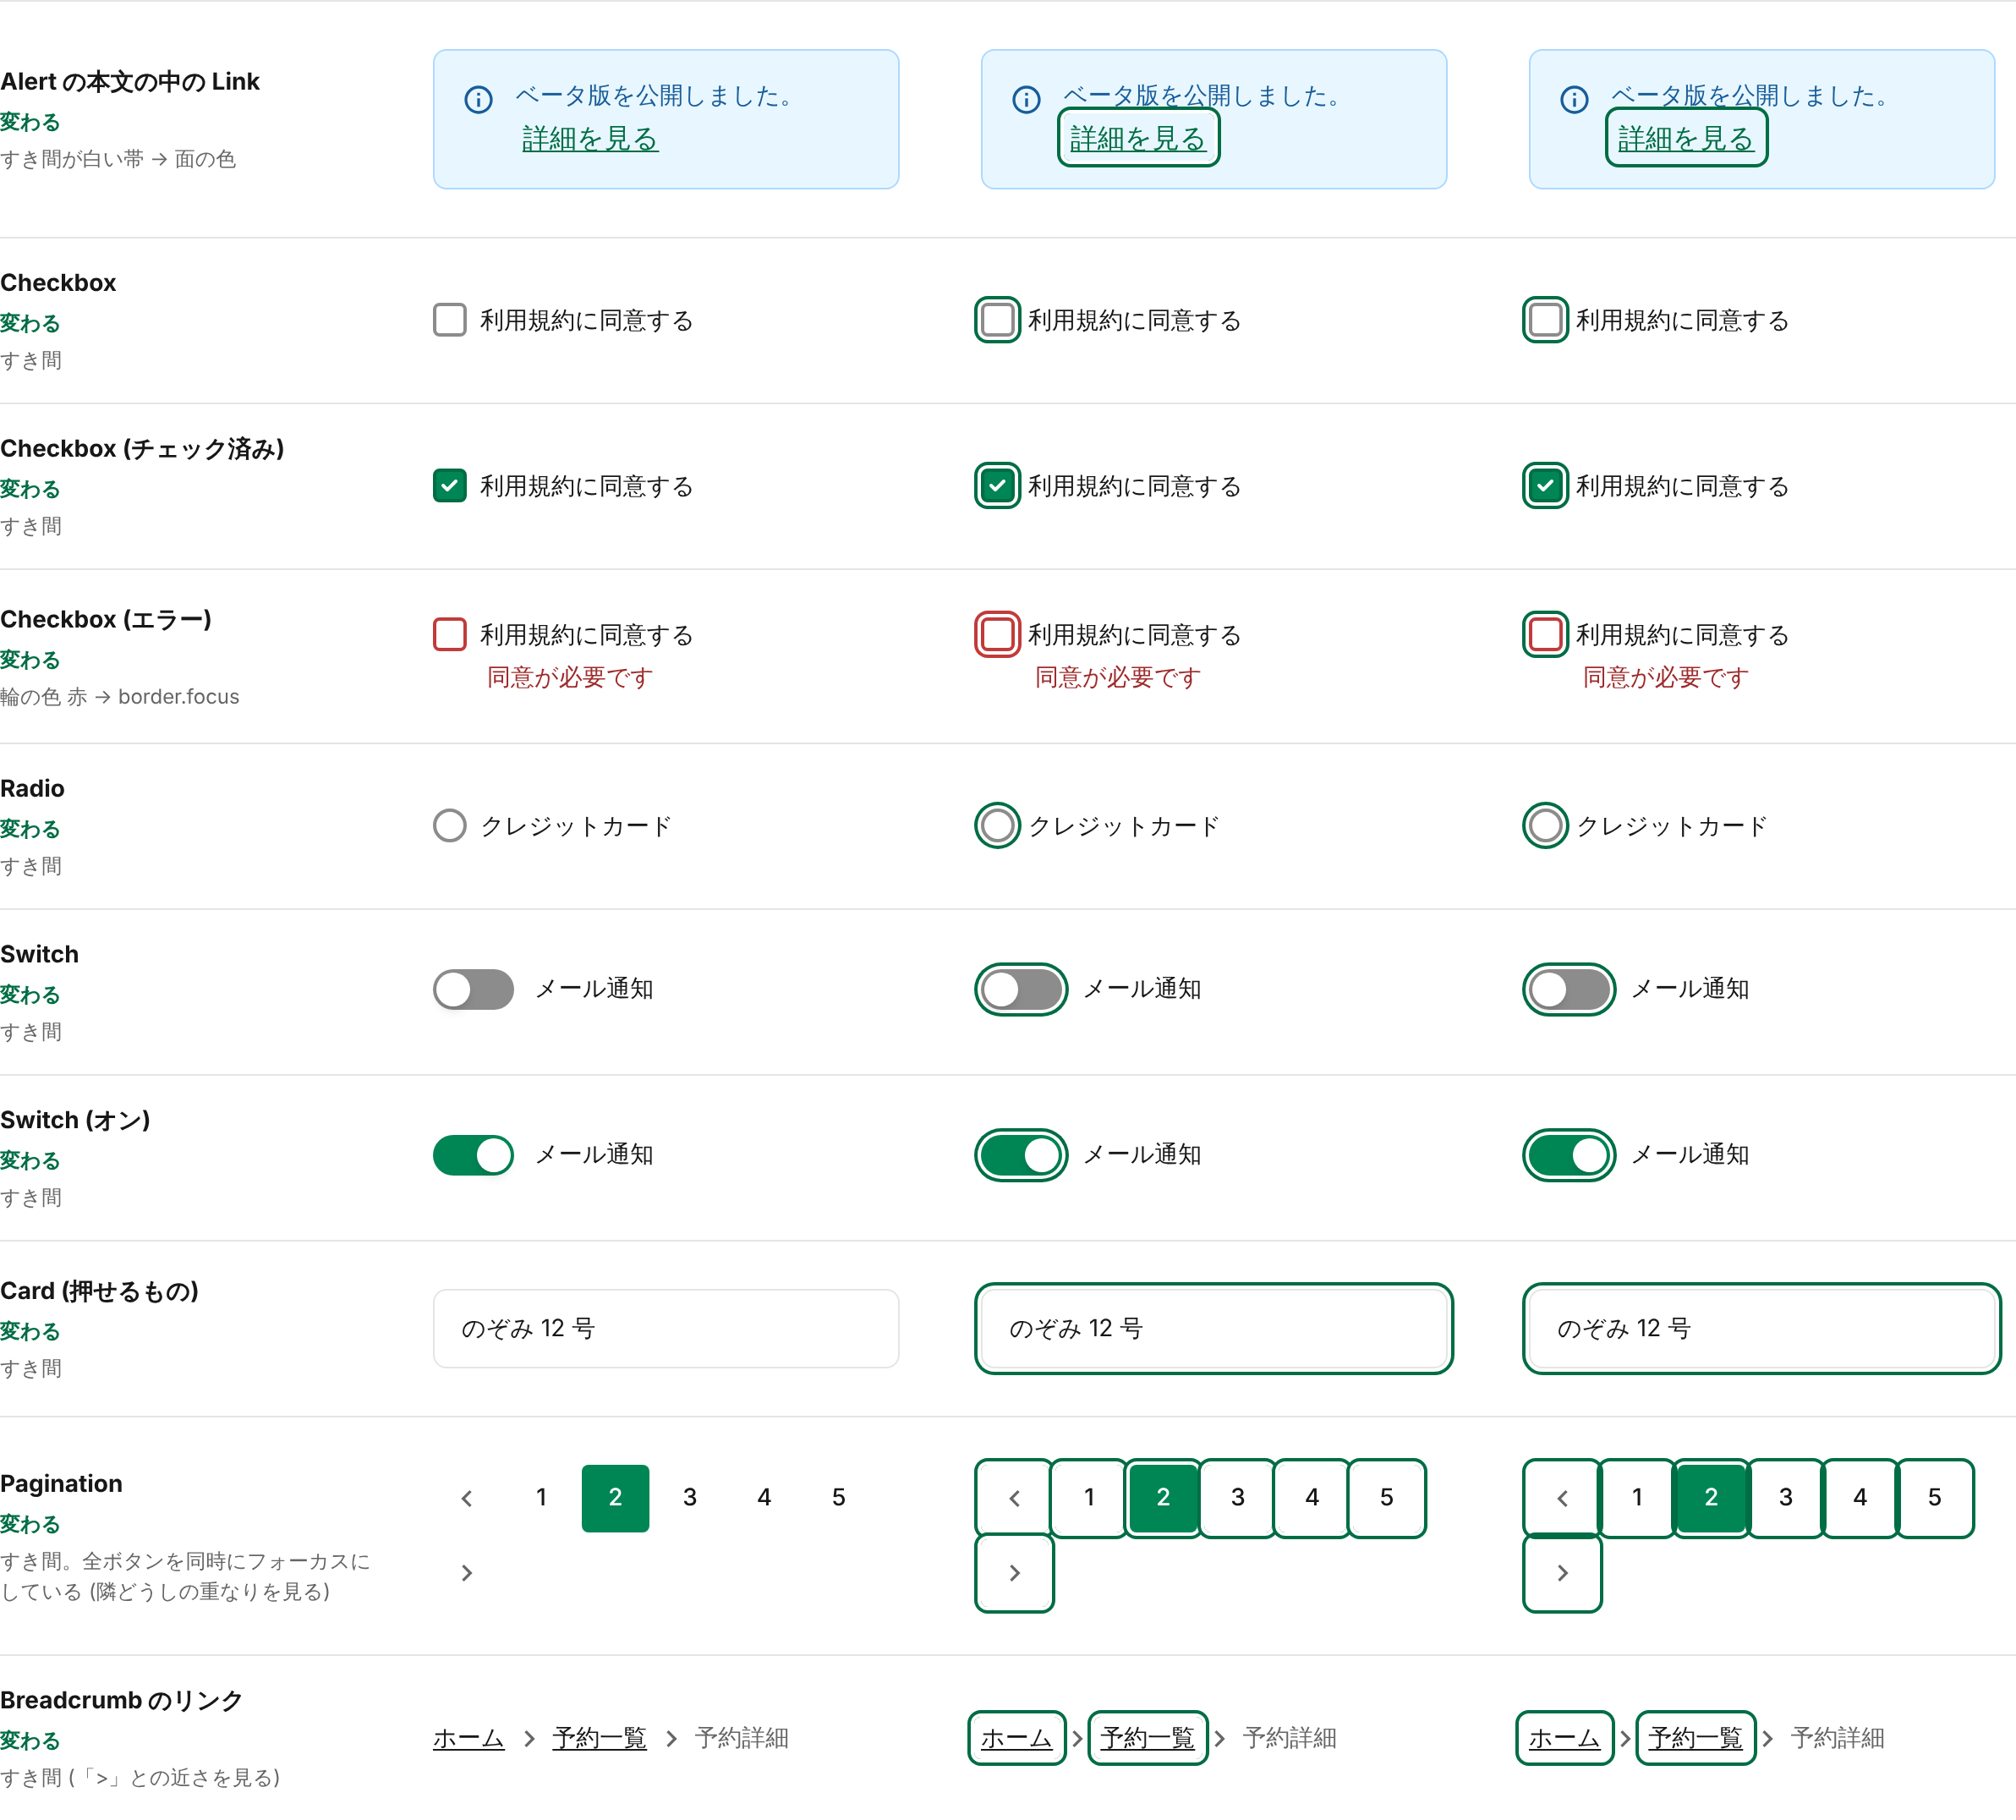 Alert の本文の中の Link
変わる
すき間が白い帯 → 面の色
ベータ版を公開しました。
詳細を見る
ベータ版を公開しました。
詳細を見る
ベータ版を公開しました。
詳細を見る
Checkbox
変わる
すき間
利用規約に同意する
利用規約に同意する
利用規約に同意する
Checkbox (チェック済み)
変わる
すき間
利用規約に同意する
利用規約に同意する
利用規約に同意する
Checkbox (エラー)
変わる
輪の色 赤 → border.focus
利用規約に同意する
同意が必要です
利用規約に同意する
同意が必要です
利用規約に同意する
同意が必要です
Radio
変わる
すき間
クレジットカード
クレジットカード
クレジットカード
Switch
変わる
すき間
メール通知
メール通知
メール通知
Switch (オン)
変わる
すき間
メール通知
メール通知
メール通知
Card (押せるもの)
変わる
すき間
のぞみ 12 号
のぞみ 12 号
のぞみ 12 号
Pagination
変わる
すき間。全ボタンを同時にフォーカスに
している (隣どうしの重なりを見る)
1 2 3 4 5
1 2 3 4 5
1 2 3 4 5
Breadcrumb のリンク
変わる
すき間 (「>」との近さを見る)
ホーム > 予約一覧 > 予約詳細
ホーム > 予約一覧 > 予約詳細
ホーム > 予約一覧 > 予約詳細